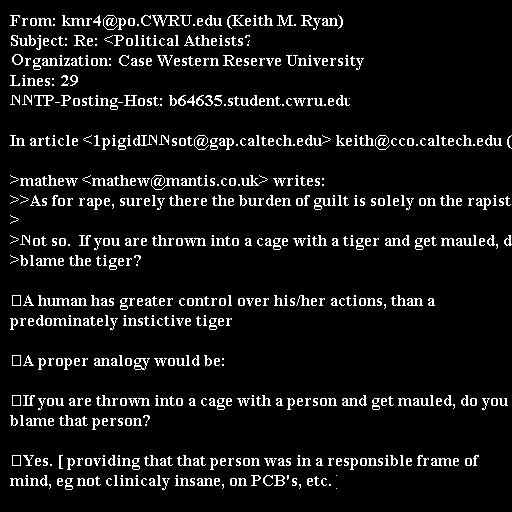 From: kmr4@po.CWRU.edu (Keith M. Ryan)
Subject: Re: <Political Atheists?
Organization: Case Western Reserve University
Lines: 29
NNTP-Posting-Host: b64635.student.cwru.edu

In article <1pigidINNsot@gap.caltech.edu> keith@cco.caltech.edu (

>mathew <mathew@mantis.co.uk> writes:
>>As for rape, surely there the burden of guilt is solely on the rapist
>
>Not so.  If you are thrown into a cage with a tiger and get mauled, d
>blame the tiger?

□A human has greater control over his/her actions, than a
predominately instictive tiger

□A proper analogy would be:

□If you are thrown into a cage with a person and get mauled, do you
blame that person?

□Yes. [ providing that that person was in a responsible frame of
mind, eg not clinicaly insane, on PCB's, etc.